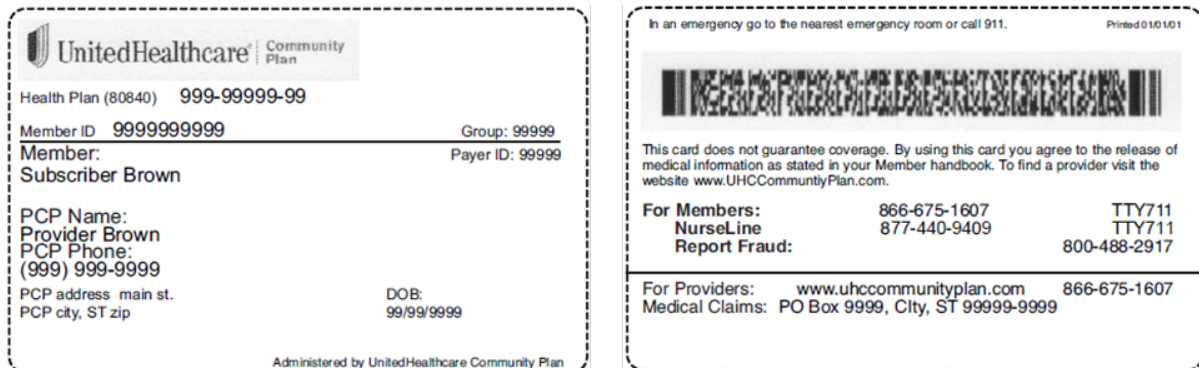 UnitedHealthcare® Community
Plan
Health Plan (80840) 999-99999-99
Member ID 9999999999 Group: 99999
Member: Payer ID: 99999
Subscriber Brown
PCP Name:
Provider Brown
PCP Phone:
(999) 999-9999
PCP address main st. DOB:
PCP city, ST zip 99/99/9999
Administered by UnitedHealthcare Community Plan
In an emergency go to the nearest emergency room or call 911. Printed 01/01/01
This card does not guarantee coverage. By using this card you agree to the release of
medical information as stated in your Member handbook. To find a provider visit the
website www.UHCCommuntiyPlan.com.
For Members: 866-675-1607 TTY711
NurseLine 877-440-9409 TTY711
Report Fraud: 800-488-2917
For Providers: www.uhccommunityplan.com 866-675-1607
Medical Claims: PO Box 9999, CIty, ST 99999-9999